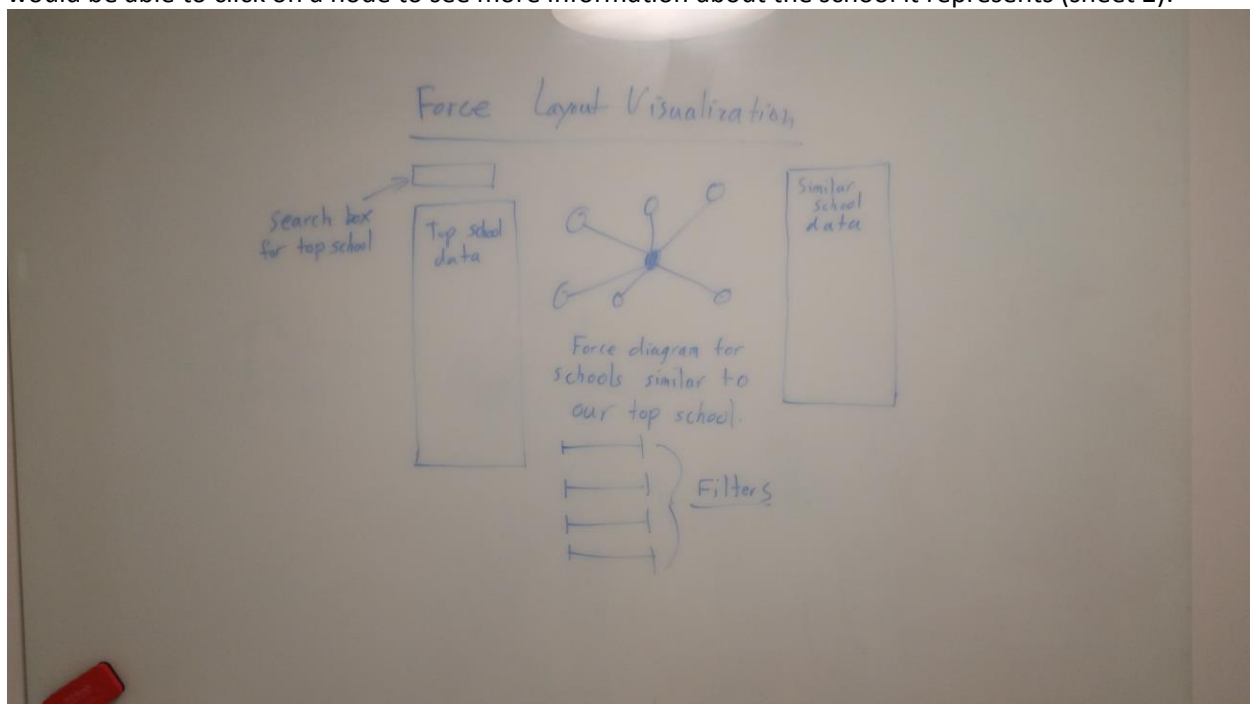 would be able to click on a node to see more information about the school it represents (sheet 2).
Force Layout Visualization
Search box
for top school
Top school
data
Similar
school
data
Force diagram for
schools similar to
our top school.
Filters